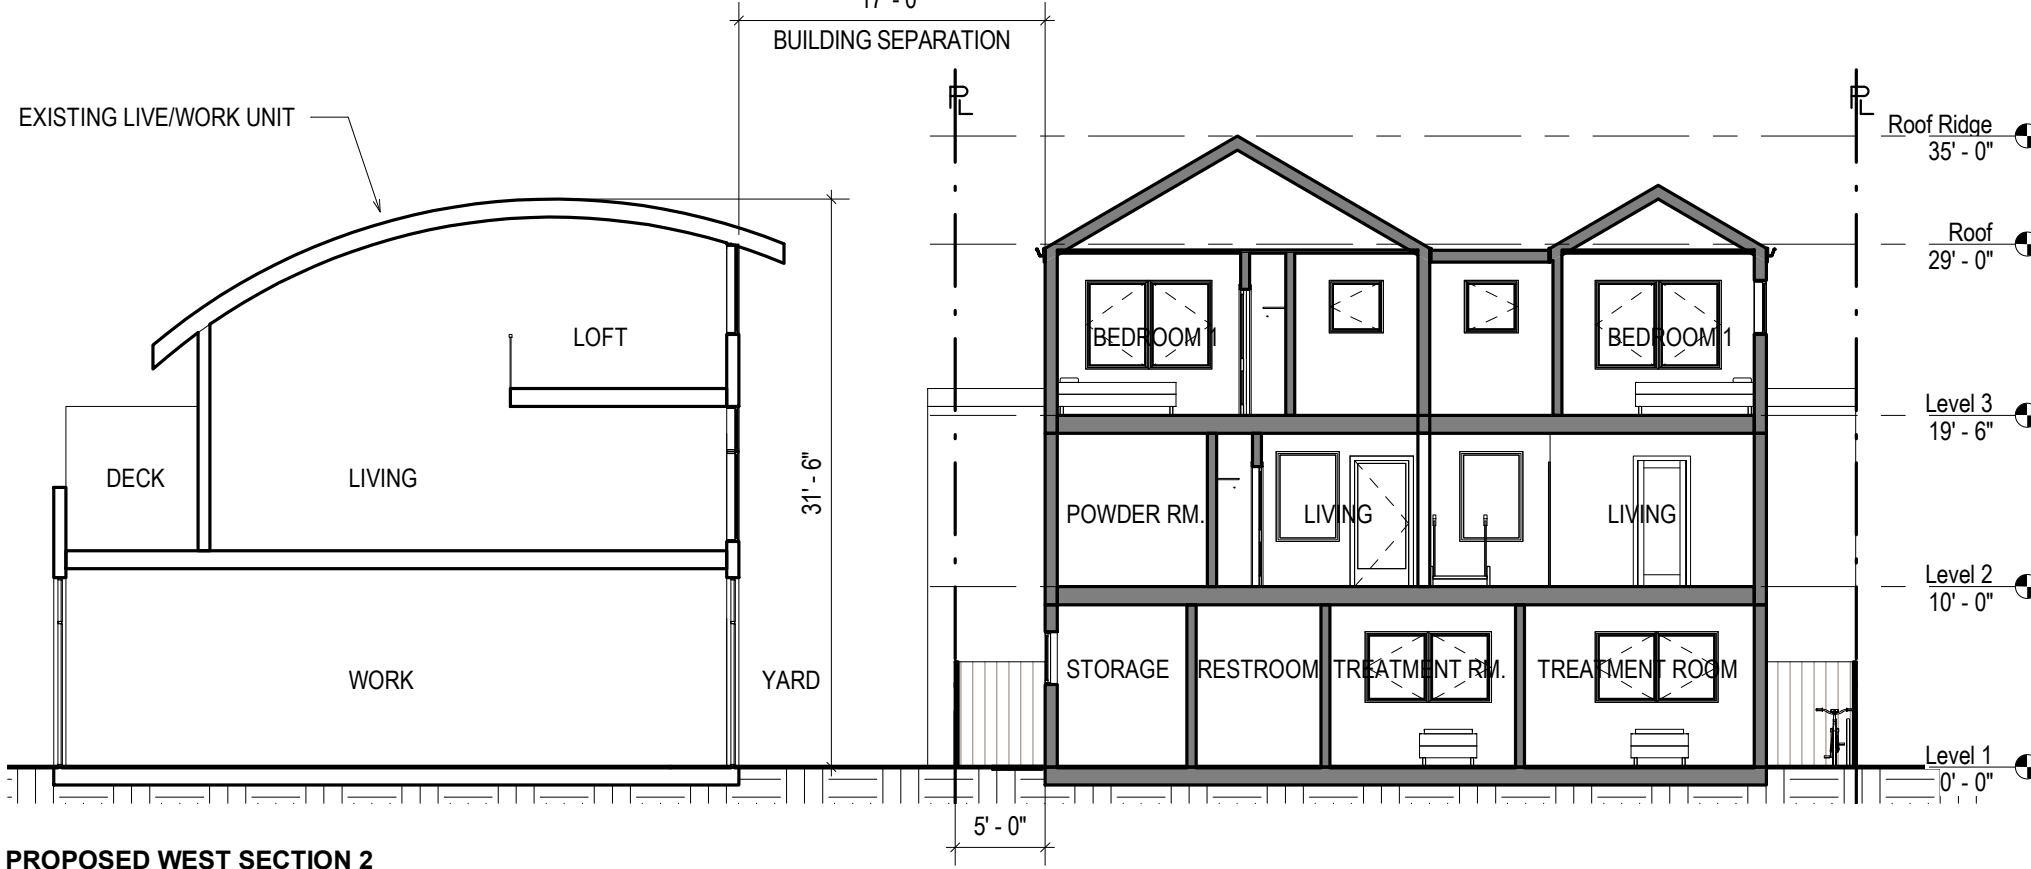 17' - 0"
BUILDING SEPARATION
EXISTING LIVE/WORK UNIT
PL
PL
Roof Ridge
35' - 0"
Roof
29' - 0"
LOFT
BEDROOM 1
BEDROOM 1
Level 3
19' - 6"
DECK
LIVING
31' - 6"
POWDER RM.
LIVING
LIVING
Level 2
10' - 0"
WORK
YARD
STORAGE
RESTROOM
TREATMENT RM.
TREATMENT ROOM
Level 1
0' - 0"
5' - 0"
PROPOSED WEST SECTION 2